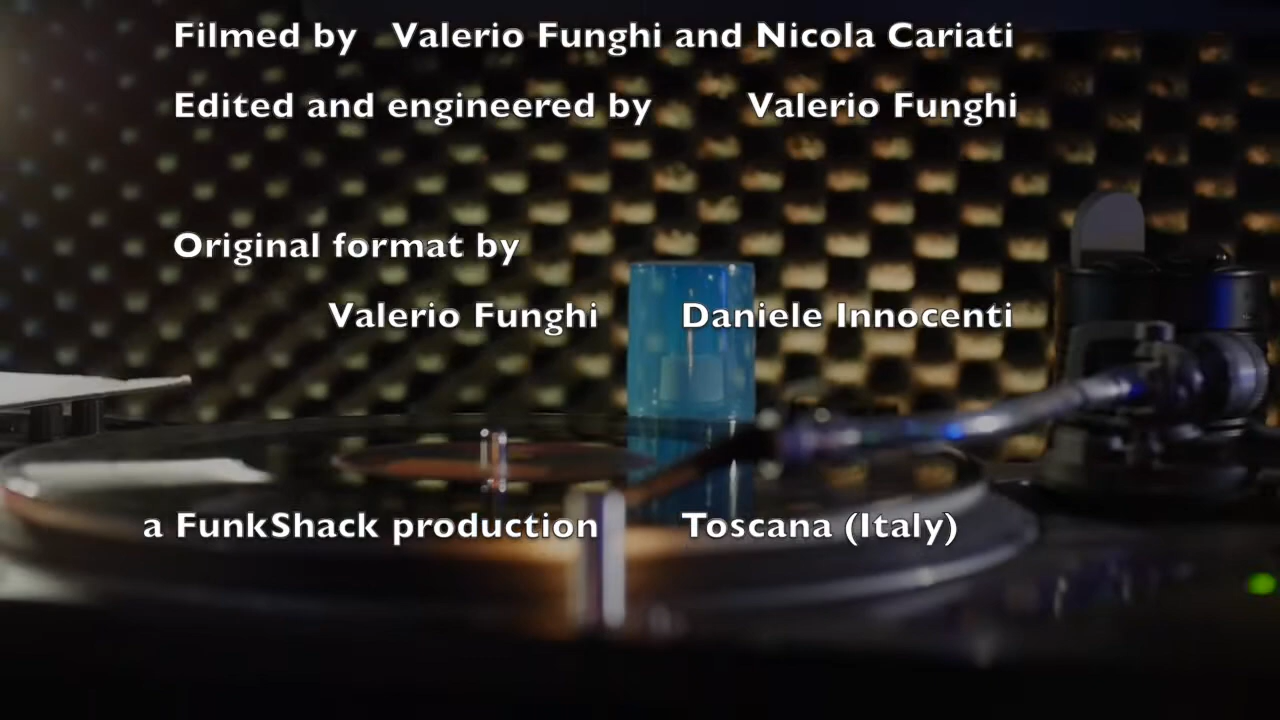 Filmed by Valerio Funghi and Nicola Cariati
Edited and engineered by Valerio Funghi
Original format by
Valerio Funghi Daniele Innocenti
a FunkShack production Toscana (Italy)